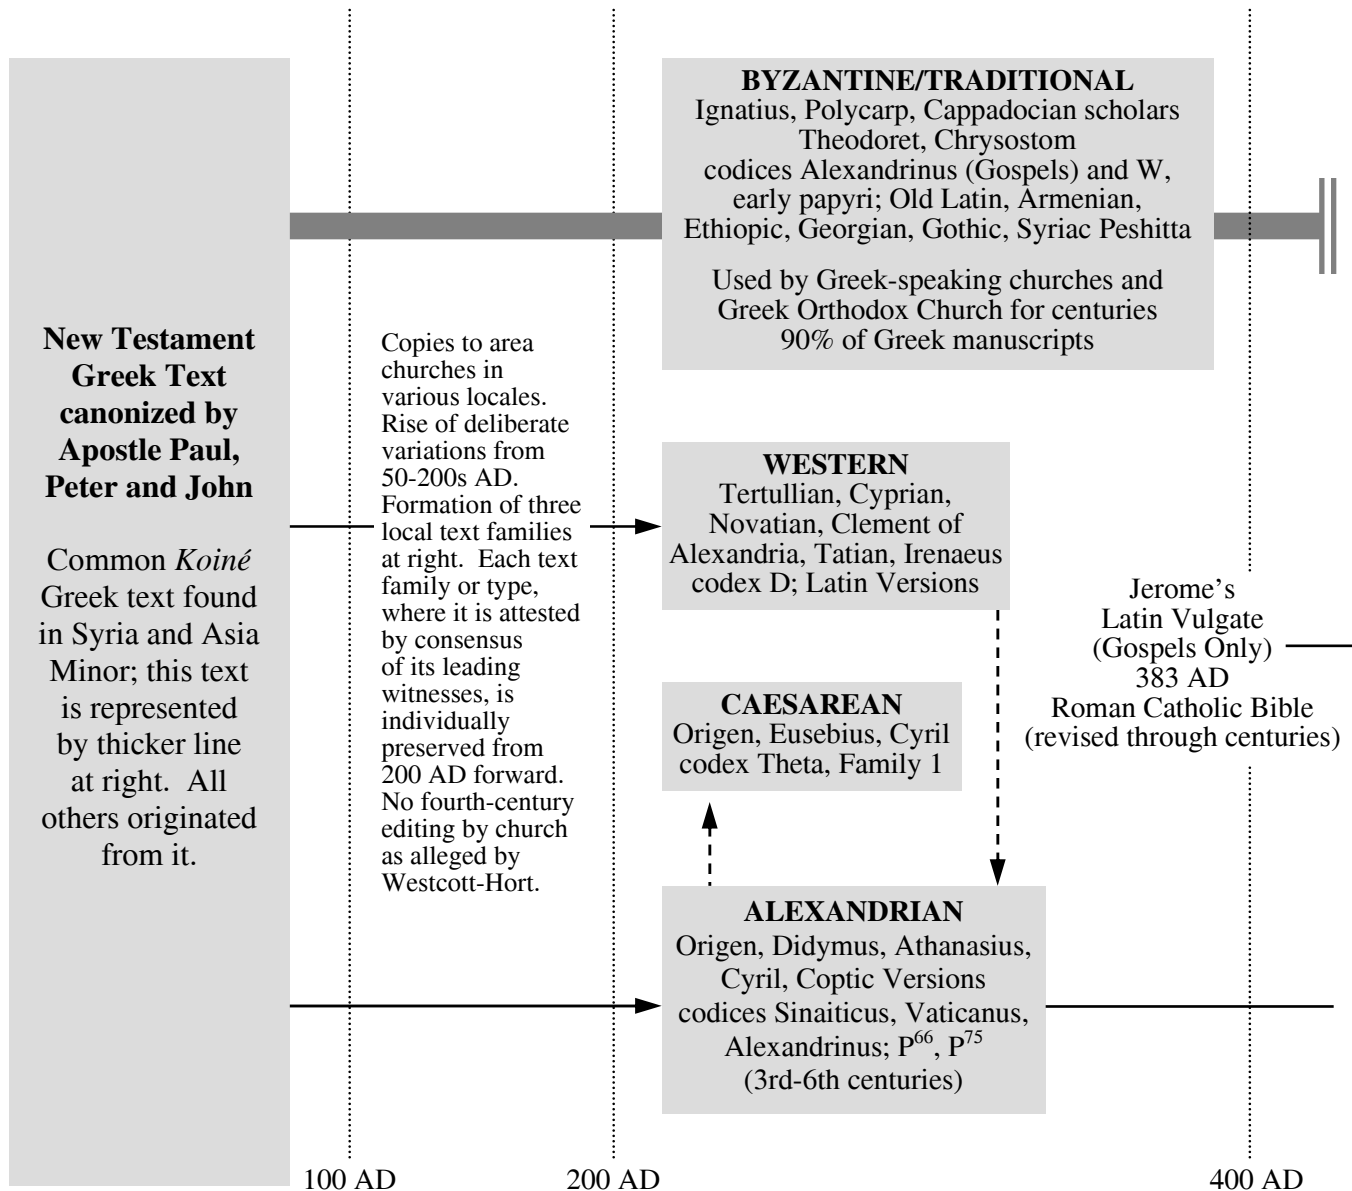 New Testament
Greek Text
canonized by
Apostle Paul,
Peter and John
Common Koiné
Greek text found
in Syria and Asia
Minor; this text
is represented
by thicker line
at right.  All
others originated
from it.
Copies to area
churches in
various locales.
Rise of deliberate
variations from
50-200s AD.
Formation of three
local text families
at right.  Each text
family or type,
where it is attested
by consensus
of its leading
witnesses, is
individually
preserved from
200 AD forward.
No fourth-century
editing by church
as alleged by
Westcott-Hort.
BYZANTINE/TRADITIONAL
Ignatius, Polycarp, Cappadocian scholars
Theodoret, Chrysostom
codices Alexandrinus (Gospels) and W,
early papyri; Old Latin, Armenian,
Ethiopic, Georgian, Gothic, Syriac Peshitta
Used by Greek-speaking churches and
Greek Orthodox Church for centuries
90% of Greek manuscripts
WESTERN
Tertullian, Cyprian,
Novatian, Clement of
Alexandria, Tatian, Irenaeus
codex D; Latin Versions
CAESAREAN
Origen, Eusebius, Cyril
codex Theta, Family 1
ALEXANDRIAN
Origen, Didymus, Athanasius,
Cyril, Coptic Versions
codices Sinaiticus, Vaticanus,
Alexandrinus; P66, P75
(3rd-6th centuries)
Jerome’s
Latin Vulgate
(Gospels Only)
383 AD
Roman Catholic Bible
(revised through centuries)
100 AD
200 AD
400 AD